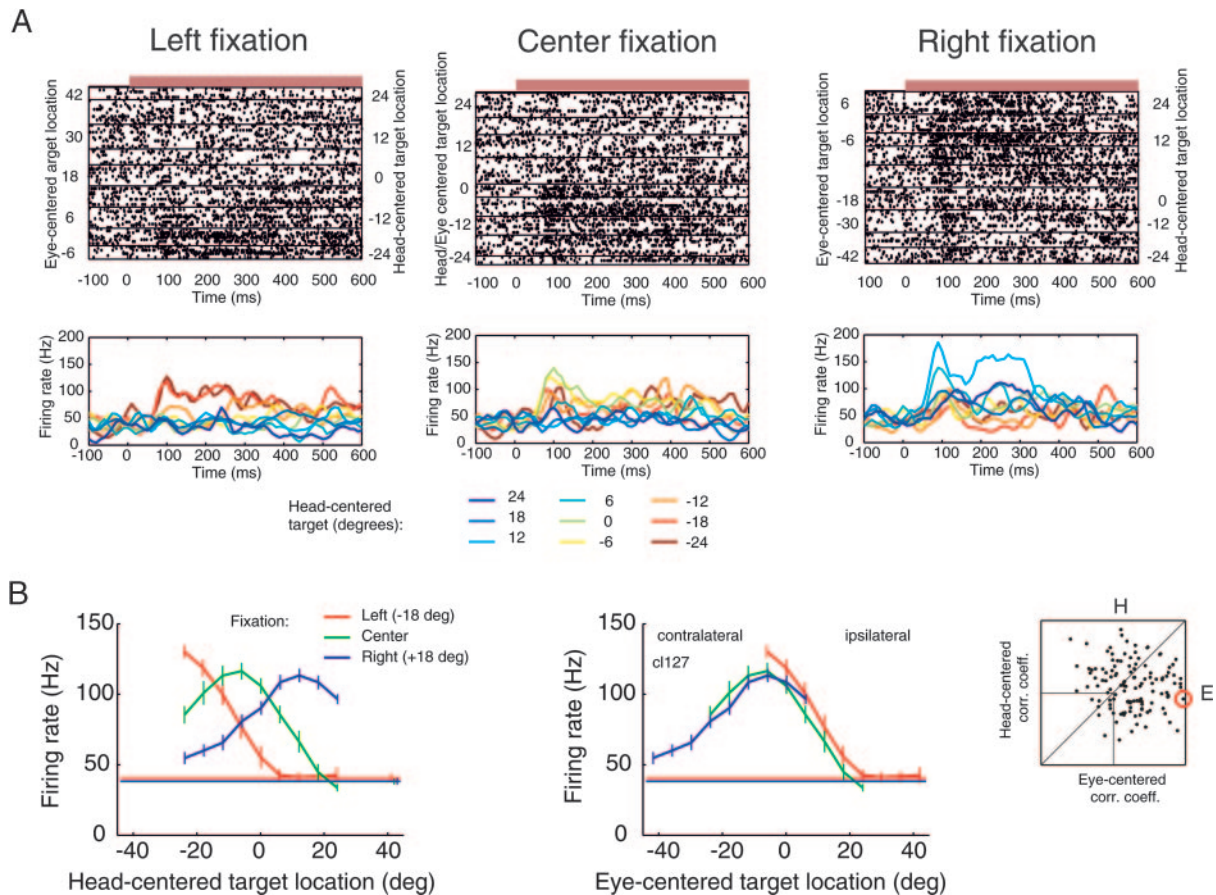 A
Left fixation
Center fixation
Right fixation
Eye-centered arget location
42
30
18
6
-6
24
12
0
-12
-24
Head-centered target location
-100 0 100 200 300 400 500 600
Time (ms)
Head/Eye centered target location
24
12
0
-12
-24
-100 0 100 200 300 400 500 600
Time (ms)
Eye-centered target location
6
-6
-18
-30
-42
24
12
0
-12
-24
Head-centered target location
100 0 100 200 300 400 500 600
Time (ms)
Firing rate (Hz)
200
150
100
50
0
-100 0 100 200 300 400 500 600
Time (ms)
Firing rate (Hz)
200
150
100
50
0
-100 0 100 200 300 400 500 600
Time (ms)
Firing rate (Hz)
200
150
100
50
0
-100 0 100 200 300 400 500 600
Time (ms)
Head-centered
target (degrees):
24 6 -12
18 0 -18
12 -6 -24
B
Firing rate (Hz)
150
100
50
0
Fixation:
Left (-18 deg)
Center
Right (+18 deg)
-40 -20 0 20 40
Head-centered target location (deg)
Firing rate (Hz)
150
100
50
0
contralateral ipsilateral
cl127
-40 -20 0 20 40
Eye-centered target location (deg)
H
E
Head-centered
corr. coeff.
Eye-centered
corr. coeff.